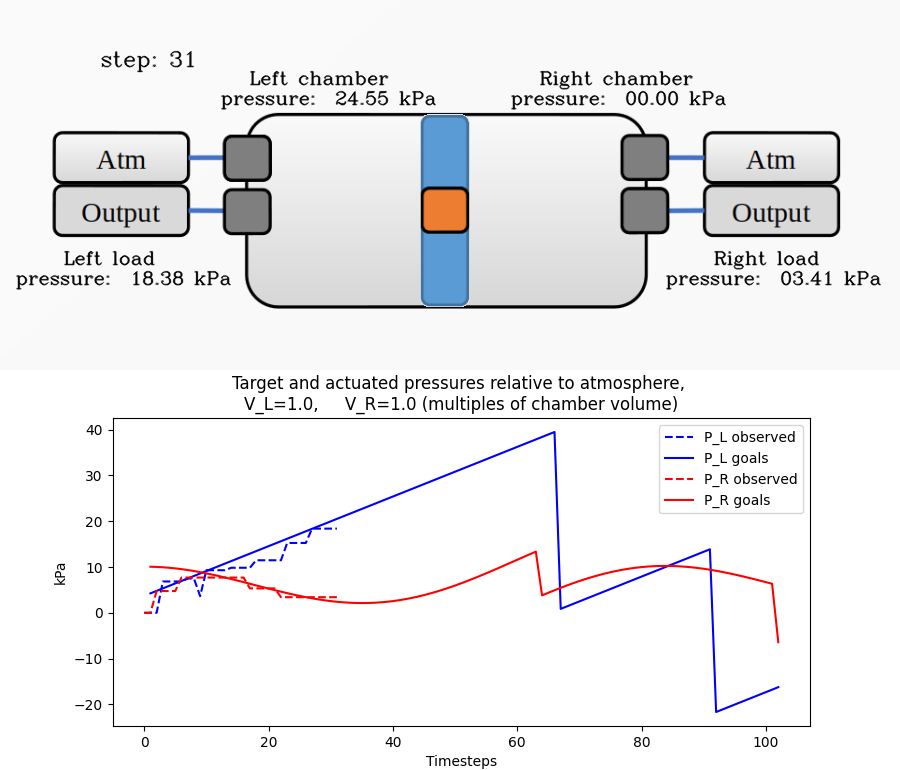 step: 31
Left chamber
pressure: 24.55 kPa
Right chamber
pressure: 00.00 kPa
Atm
Output
Atm
Output
Left load
pressure: 18.38 kPa
Right load
pressure: 03.41 kPa
Target and actuated pressures relative to atmosphere,
V_L=1.0, V_R=1.0 (multiples of chamber volume)
P_L observed
P_L goals
P_R observed
P_R goals
kPa
40
30
20
10
0
−10
−20
0 20 40 60 80 100
Timesteps